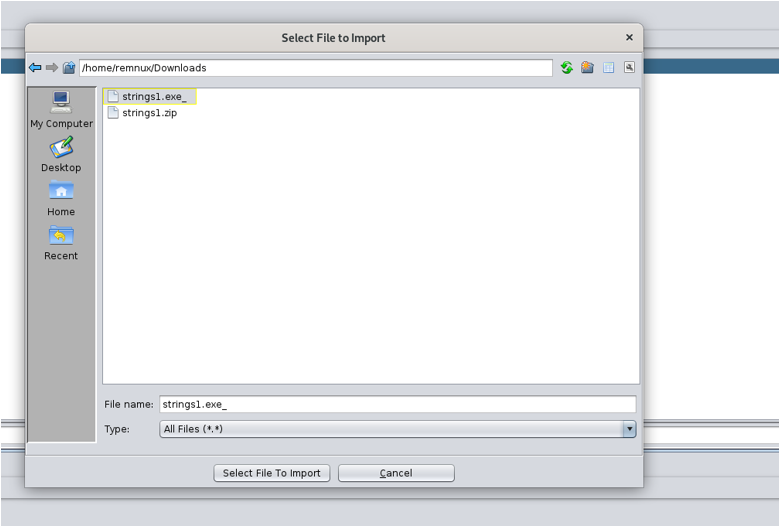 Select File to Import
/home/remnux/Downloads
My Computer
Desktop
Home
Recent
strings1.exe_
strings1.zip
File name: strings1.exe_
Type: All Files (*.*)
Select File To Import Cancel